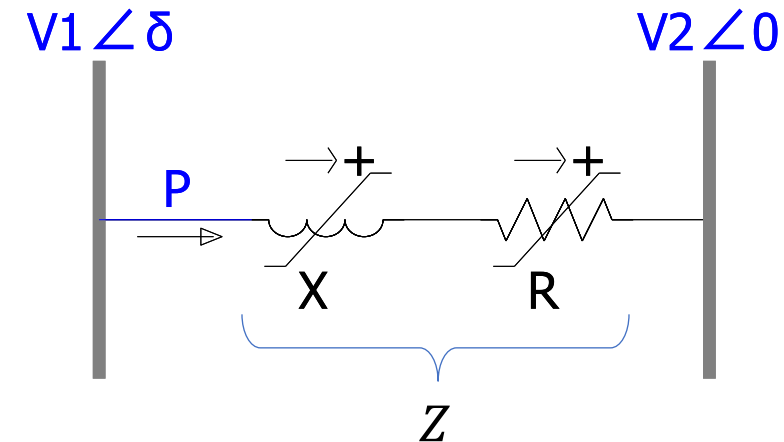 V1∠δ V2∠0
+ +
P
X R
Z